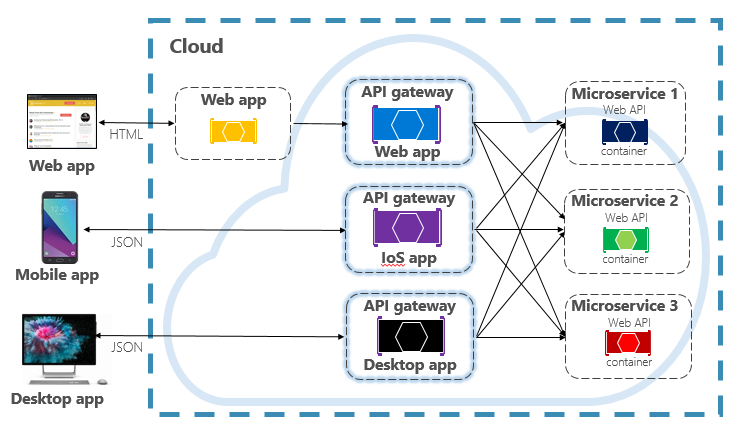 Cloud
Web app
HTML
Web app
API gateway
Web app
Microservice 1
Web API
container
Mobile app
JSON
API gateway
IoS app
Microservice 2
Web API
container
Desktop app
JSON
API gateway
Desktop app
Microservice 3
Web API
container